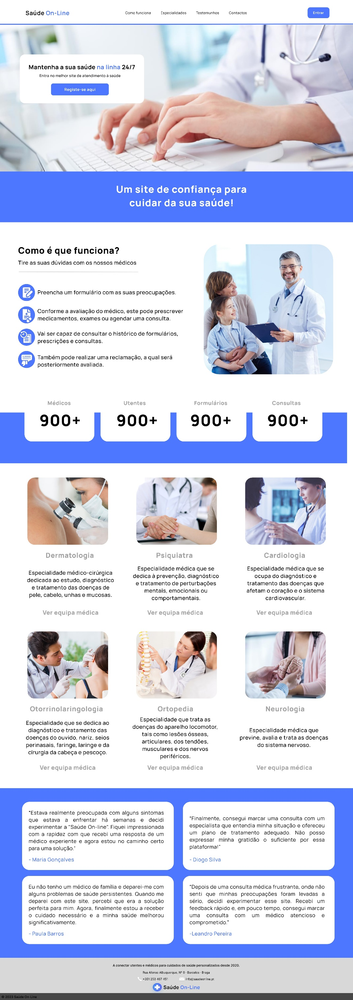 Saúde On-Line
Como funciona
Especialidades
Testemunhos
Contactos
Entrar
Mantenha a sua saúde na linha 24/7
Entra no melhor site de atendimento à saúde
Registe-se aqui
Um site de confiança para
cuidar da sua saúde!
Como é que funciona?
Tire as suas dúvidas com os nossos médicos
Preencha um formulário com as suas preocupações.
Conforme a avaliação do médico, este pode prescrever
medicamentos, exames ou agendar uma consulta.
Vai ser capaz de consultar o histórico de formulários,
prescrições e consultas.
Também pode realizar uma reclamação, a qual será
posteriormente avaliada.
Médicos
900+
Utentes
900+
Formulários
900+
Consultas
900+
Dermatologia
Especialidade médico-cirúrgica
dedicada ao estudo, diagnóstico
e tratamento das doenças de
pele, cabelo, unhas e mucosas.
Ver equipa médica
Psiquiatra
Especialidade médica que se
dedica à prevenção, diagnóstico
e tratamento de perturbações
mentais, emocionais ou
comportamentais.
Ver equipa médica
Cardiologia
Especialidade médica que se
ocupa do diagnóstico e
tratamento das doenças que
afetam o coração e o sistema
cardiovascular.
Ver equipa médica
Otorrinolaringologia
Especialidade que se dedica ao
diagnóstico e tratamento das
doenças do ouvido, nariz, seios
perinasais, faringe, laringe e da
cirurgia da cabeça e pescoço.
Ver equipa médica
Ortopedia
Especialidade que trata as
doenças do aparelho locomotor,
tais como lesões ósseas,
articulares, dos tendões,
musculares e dos nervos
periféricos.
Ver equipa médica
Neurologia
Especialidade médica que
previne, avalia e trata as doenças
do sistema nervoso.
Ver equipa médica
"Estava realmente preocupada com alguns sintomas
que estava a enfrentar há semanas e decidi
experimentar a "Saúde On-line". Fiquei impressionada
com a rapidez com que recebi uma resposta de um
médico experiente e agora estou no caminho certo
para uma solução."
- Maria Gonçalves
"Finalmente, consegui marcar uma consulta com um
especialista que entendia minha situação e ofereceu
um plano de tratamento adequado. Não posso
expressar minha gratidão o suficiente por essa
plataforma!"
- Diogo Silva
Eu não tenho um médico de família e deparei-me com
alguns problemas de saúde persistentes. Quando me
deparei com este site, percebi que era a solução
perfeita para mim. Agora, finalmente estou a receber
o cuidado necessário e a minha saúde melhorou
significativamente.
- Paula Barros
"Depois de uma consulta médica frustrante, onde não
senti que minhas preocupações foram levadas a
sério, decidi experimentar esse site. Recebi um
feedback rápido e, em pouco tempo, consegui marcar
uma consulta com um médico atencioso e
comprometido."
-Leandro Pereira
A conectar utentes e médicos para cuidados de saúde personalizados desde 2020.
Rua Afonso Albuquerque, Nº 9 - Barcelos - Braga
+351 253 467 451
info@saudeonline.pt
Saúde On-Line
© 2023 Saúde On-Line